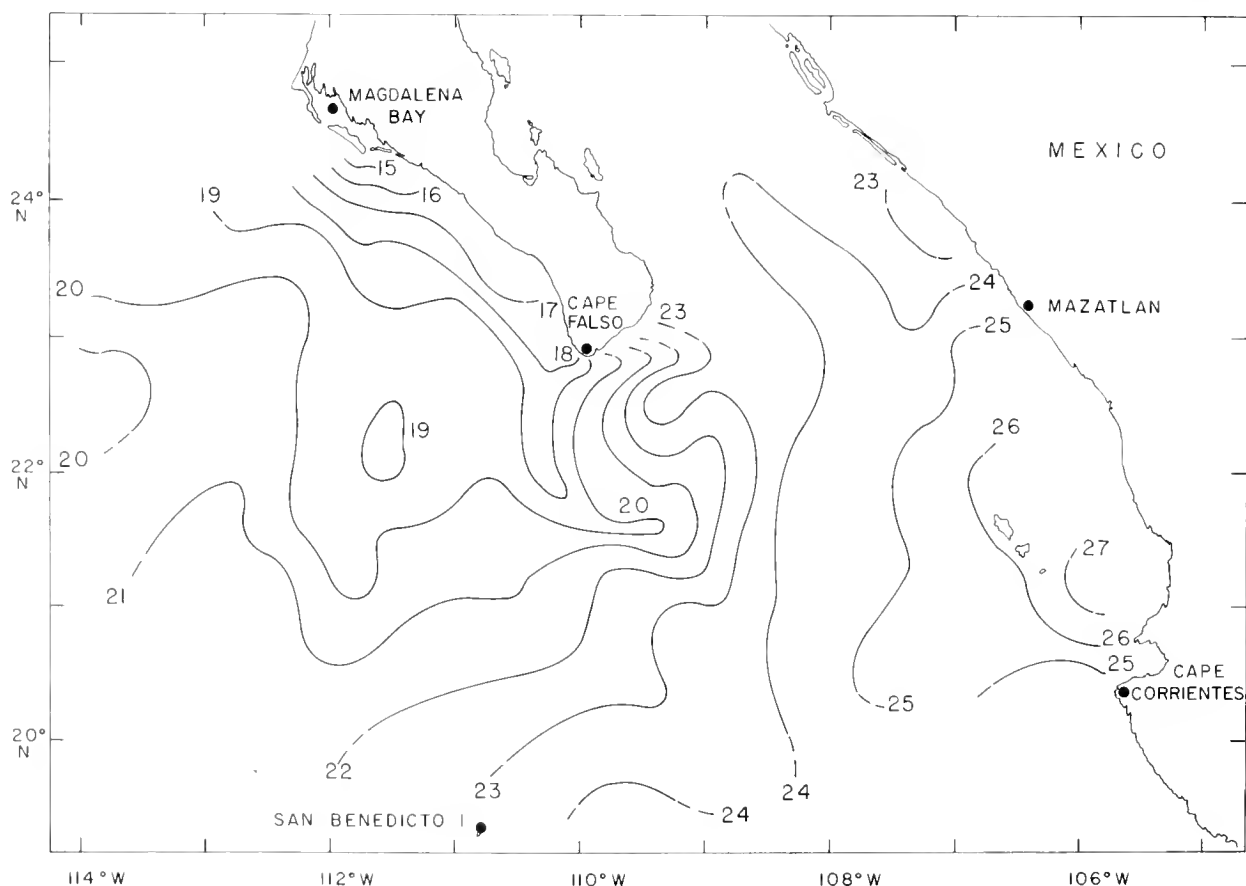 MAGDALENA
BAY
MEXICO
15
16
23
19
24°
N
20
17
CAPE
FALSO
23
24
MAZATLAN
25
18
19
26
20
22°
N
20
27
21
26
25
CAPE
CORRIENTES
25
20°
N
22
23
24
24
SAN BENEDICTO I
114°W
112°W
110°W
108°W
106°W